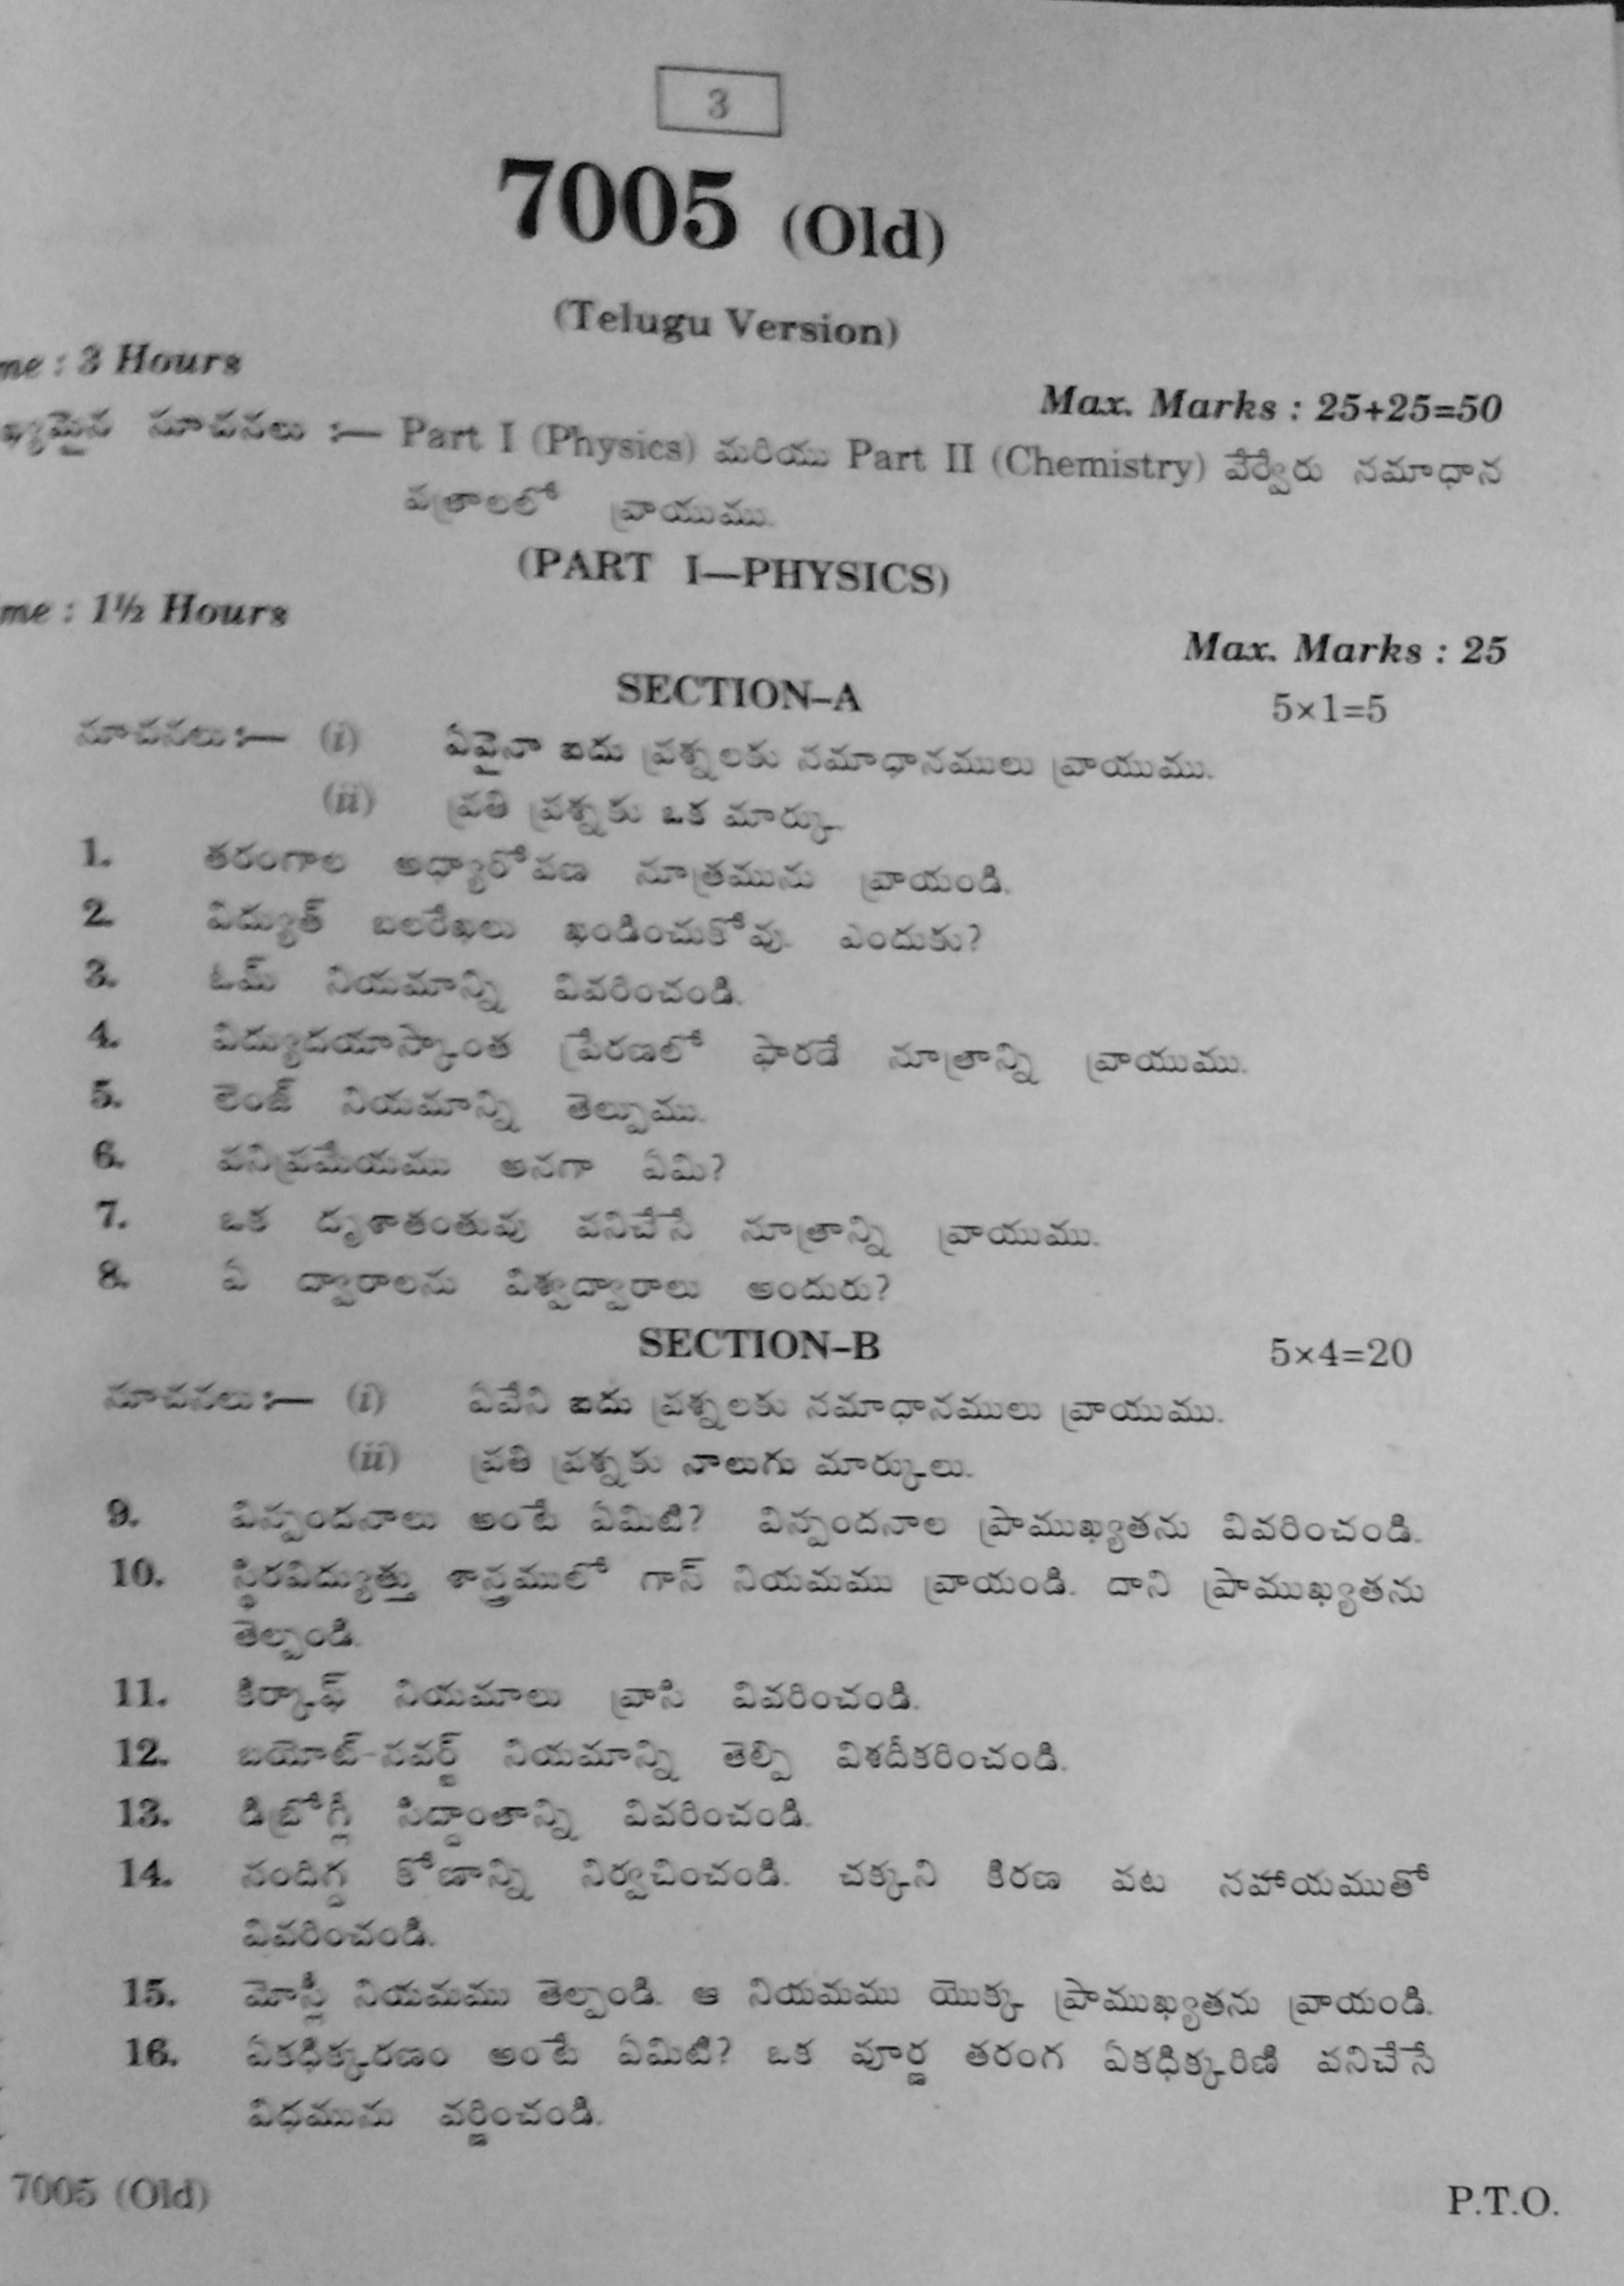 3
7005 (Old)
(Telugu Version)
me : 3 Hours
Max. Marks : 25+25=50
ఖ్యమైన సూచనలు :— Part I (Physics) మరియు Part II (Chemistry) వేర్వేరు సమాధాన
పత్రాలలో వ్రాయుము.
(PART I—PHYSICS)
me : 1½ Hours
Max. Marks : 25
SECTION–A
5×1=5
సూచనలు :— (i) ఏవైనా ఐదు ప్రశ్నలకు సమాధానములు వ్రాయుము.
(ii) ప్రతి ప్రశ్నకు ఒక మార్కు
1. తరంగాల అధ్యారోపణ సూత్రమును వ్రాయండి.
2. విద్యుత్ బలరేఖలు ఖండించుకోవు. ఎందుకు?
3. ఓమ్ నియమాన్ని వివరించండి.
4. విద్యుదయాస్కాంత ప్రేరణలో ఫారడే సూత్రాన్ని వ్రాయుము.
5. లెంజ్ నియమాన్ని తెల్పుము.
6. పనిప్రమేయము అనగా ఏమి?
7. ఒక దృశాతంతువు పనిచేసే సూత్రాన్ని వ్రాయుము.
8. ఏ ద్వారాలను విశ్వద్వారాలు అందురు?
SECTION–B
5×4=20
సూచనలు :— (i) ఏవేని ఐదు ప్రశ్నలకు సమాధానములు వ్రాయుము.
(ii) ప్రతి ప్రశ్నకు నాలుగు మార్కులు.
9. విస్పందనాలు అంటే ఏమిటి? విస్పందనాల ప్రాముఖ్యతను వివరించండి.
10. స్థిరవిద్యుత్తు శాస్త్రములో గాస్ నియమము వ్రాయండి. దాని ప్రాముఖ్యతను
తెల్పండి.
11. కిర్కాఫ్ నియమాలు వ్రాసి వివరించండి.
12. బయోట్-సవర్ట్ నియమాన్ని తెల్పి విశదీకరించండి.
13. డిబ్రోగ్లీ సిద్ధాంతాన్ని వివరించండి.
14. సందిగ్ధ కోణాన్ని నిర్వచించండి. చక్కని కిరణ పట సహాయముతో
వివరించండి.
15. మోస్లీ నియమము తెల్పండి. ఆ నియమము యొక్క ప్రాముఖ్యతను వ్రాయండి.
16. ఏకధిక్కరణం అంటే ఏమిటి? ఒక పూర్ణ తరంగ ఏకధిక్కరిణి పనిచేసే
విధమును వర్ణించండి.
7005 (Old)
P.T.O.